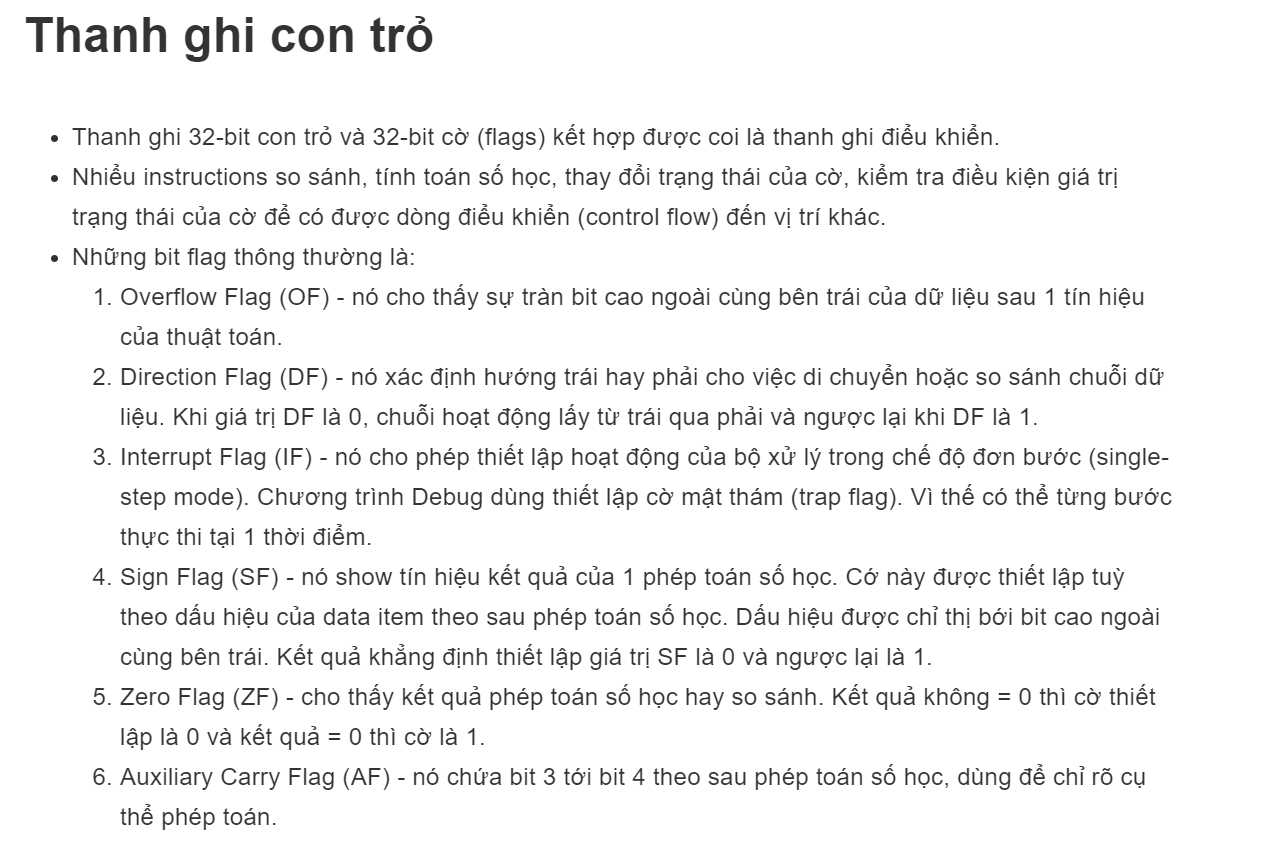 Thanh ghi con trỏ
• Thanh ghi 32-bit con trỏ và 32-bit cờ (flags) kết hợp được coi là thanh ghi điểu khiển.
• Nhiểu instructions so sánh, tính toán số học, thay đổi trạng thái của cờ, kiểm tra điều kiện giá trị
trạng thái của cờ để có được dòng điểu khiển (control flow) đến vị trí khác.
• Những bit flag thông thường là:
1. Overflow Flag (OF) - nó cho thấy sự tràn bit cao ngoài cùng bên trái của dữ liệu sau 1 tín hiệu
của thuật toán.
2. Direction Flag (DF) - nó xác định hướng trái hay phải cho việc di chuyển hoặc so sánh chuỗi dữ
liệu. Khi giá trị DF là 0, chuỗi hoạt động lấy từ trái qua phải và ngược lại khi DF là 1.
3. Interrupt Flag (IF) - nó cho phép thiết lập hoạt động của bộ xử lý trong chế độ đơn bước (single-
step mode). Chương trình Debug dùng thiết lập cờ mật thám (trap flag). Vì thế có thể từng bước
thực thi tại 1 thời điểm.
4. Sign Flag (SF) - nó show tín hiệu kết quả của 1 phép toán số học. Cớ này được thiết lập tuỳ
theo dấu hiệu của data item theo sau phép toán số học. Dấu hiệu được chỉ thị bới bit cao ngoài
cùng bên trái. Kết quả khẳng định thiết lập giá trị SF là 0 và ngược lại là 1.
5. Zero Flag (ZF) - cho thấy kết quả phép toán số học hay so sánh. Kết quả không = 0 thì cờ thiết
lập là 0 và kết quả = 0 thì cờ là 1.
6. Auxiliary Carry Flag (AF) - nó chứa bit 3 tới bit 4 theo sau phép toán số học, dùng để chỉ rõ cụ
thể phép toán.